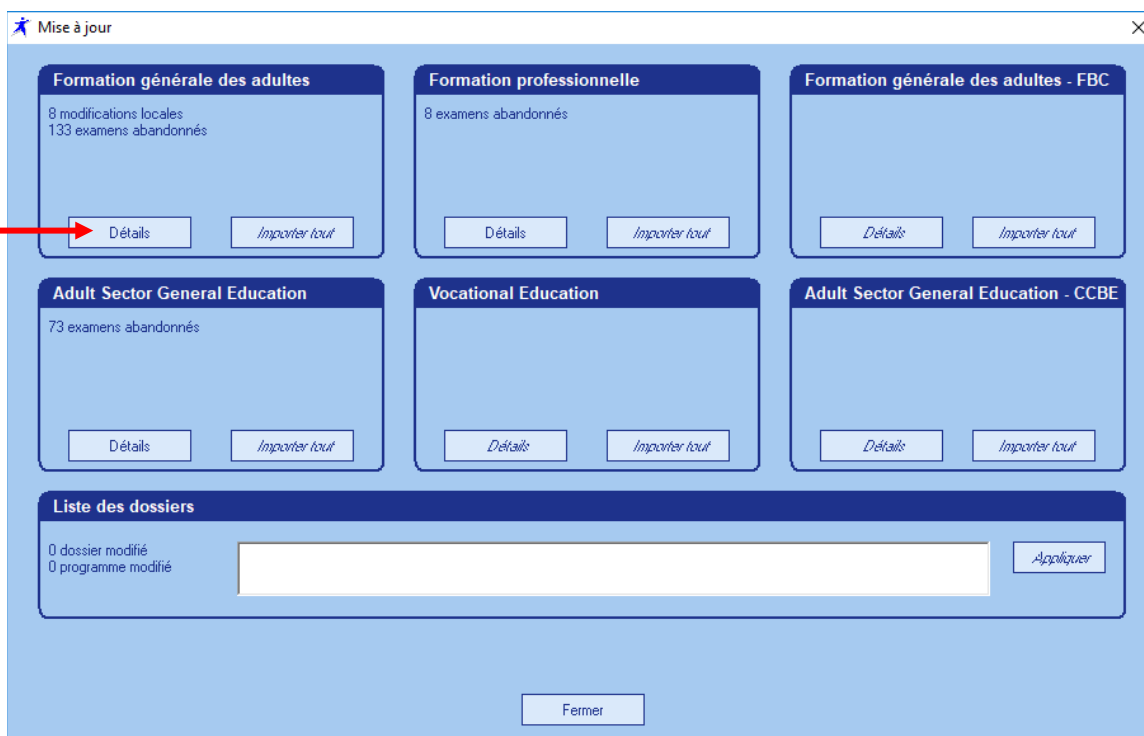 Mise à jour
Formation générale des adultes
8 modifications locales
133 examens abandonnés
Détails
Importer tout
Formation professionnelle
8 examens abandonnés
Détails
Importer tout
Formation générale des adultes - FBC
Détails
Importer tout
Adult Sector General Education
73 examens abandonnés
Détails
Importer tout
Vocational Education
Détails
Importer tout
Adult Sector General Education - CCBE
Détails
Importer tout
Liste des dossiers
0 dossier modifié
0 programme modifié
Appliquer
Fermer